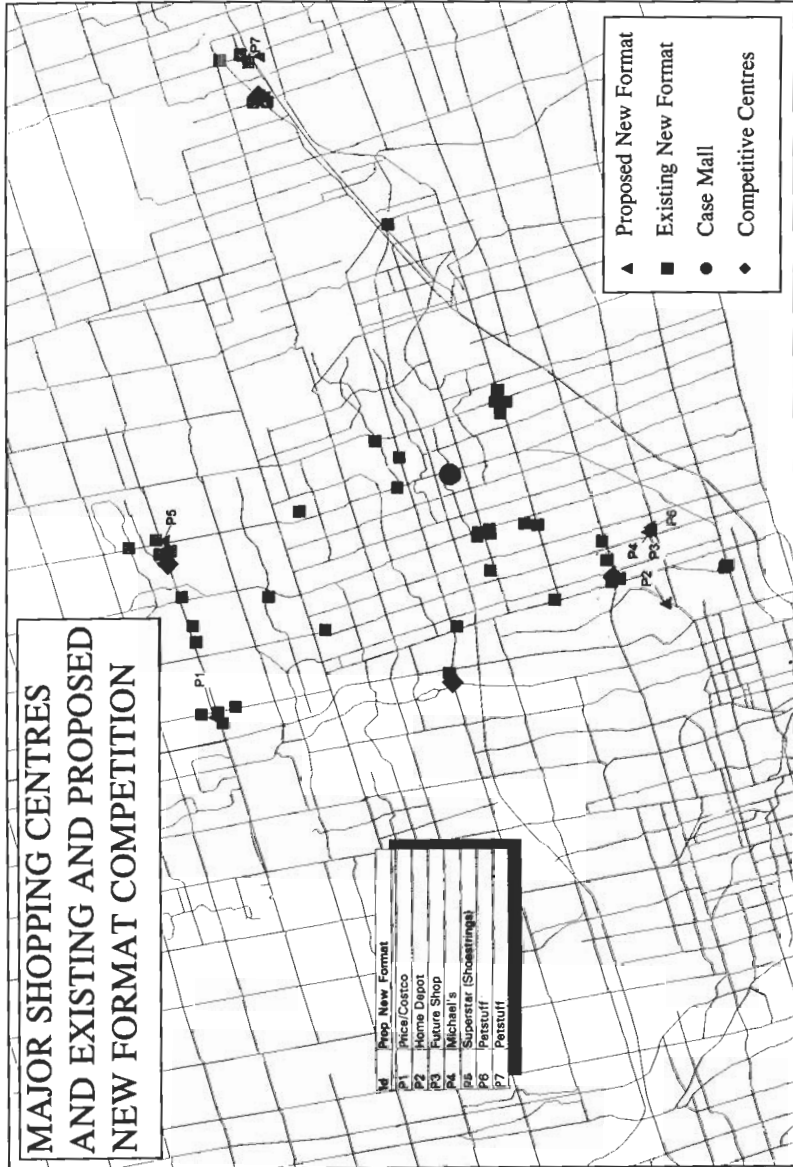 MAJOR SHOPPING CENTRES
AND EXISTING AND PROPOSED
NEW FORMAT COMPETITION
Id Prop_New_Format
P1 Price/Costco
P2 Home Depot
P3 Future Shop
P4 Michael's
P5 Superstar (Shoestrings)
P6 Petstuff
P7 Petstuff
P1
P5
P7
P2
P4
P3
P6
Proposed New Format
Existing New Format
Case Mall
Competitive Centres